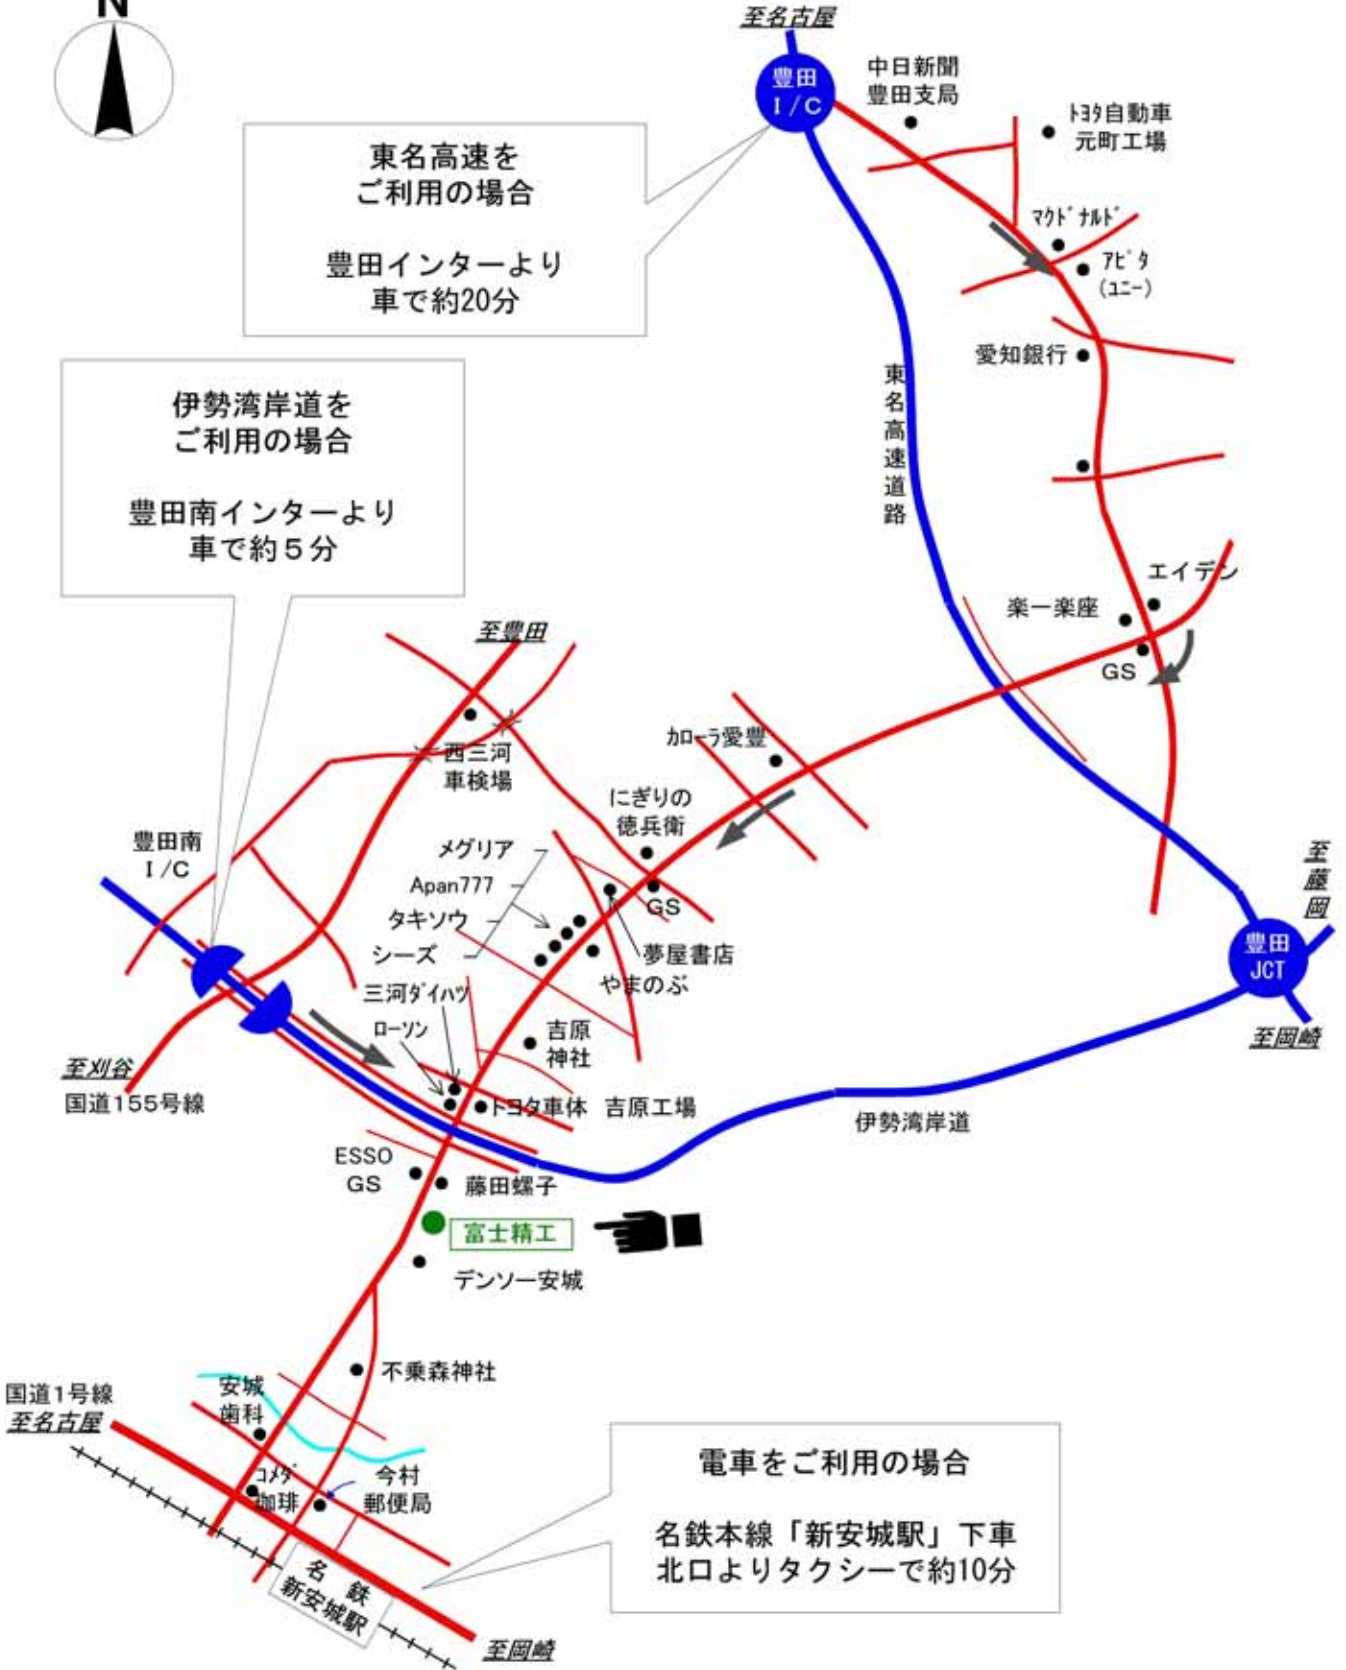 N
至名古屋
豊田
I/C
中日新聞
豊田支局
ﾄﾖﾀ自動車
元町工場
東名高速を
ご利用の場合
豊田インターより
車で約20分
ﾏｸﾄﾞﾅﾙﾄﾞ
ｱﾋﾟﾀ
(ﾕﾆｰ)
愛知銀行
東名高速道路
伊勢湾岸道を
ご利用の場合
豊田南インターより
車で約５分
エイデン
楽一楽座
GS
至豊田
西三河
車検場
ｶﾛｰﾗ愛豊
にぎりの
徳兵衛
GS
豊田南
I/C
メグリア
Apan777
タキソウ
シーズ
夢屋書店
やまのぶ
至藤岡
豊田
JCT
至岡崎
三河ﾀﾞｲﾊﾂ
ﾛｰｿﾝ
吉原
神社
至刈谷
国道155号線
トヨタ車体 吉原工場
伊勢湾岸道
ESSO
GS
藤田螺子
富士精工
デンソー安城
不乗森神社
国道1号線
至名古屋
安城
歯科
ｺﾒﾀﾞ
珈琲
今村
郵便局
電車をご利用の場合
名鉄本線「新安城駅」下車
北口よりタクシーで約10分
名 鉄
新安城駅
至岡崎